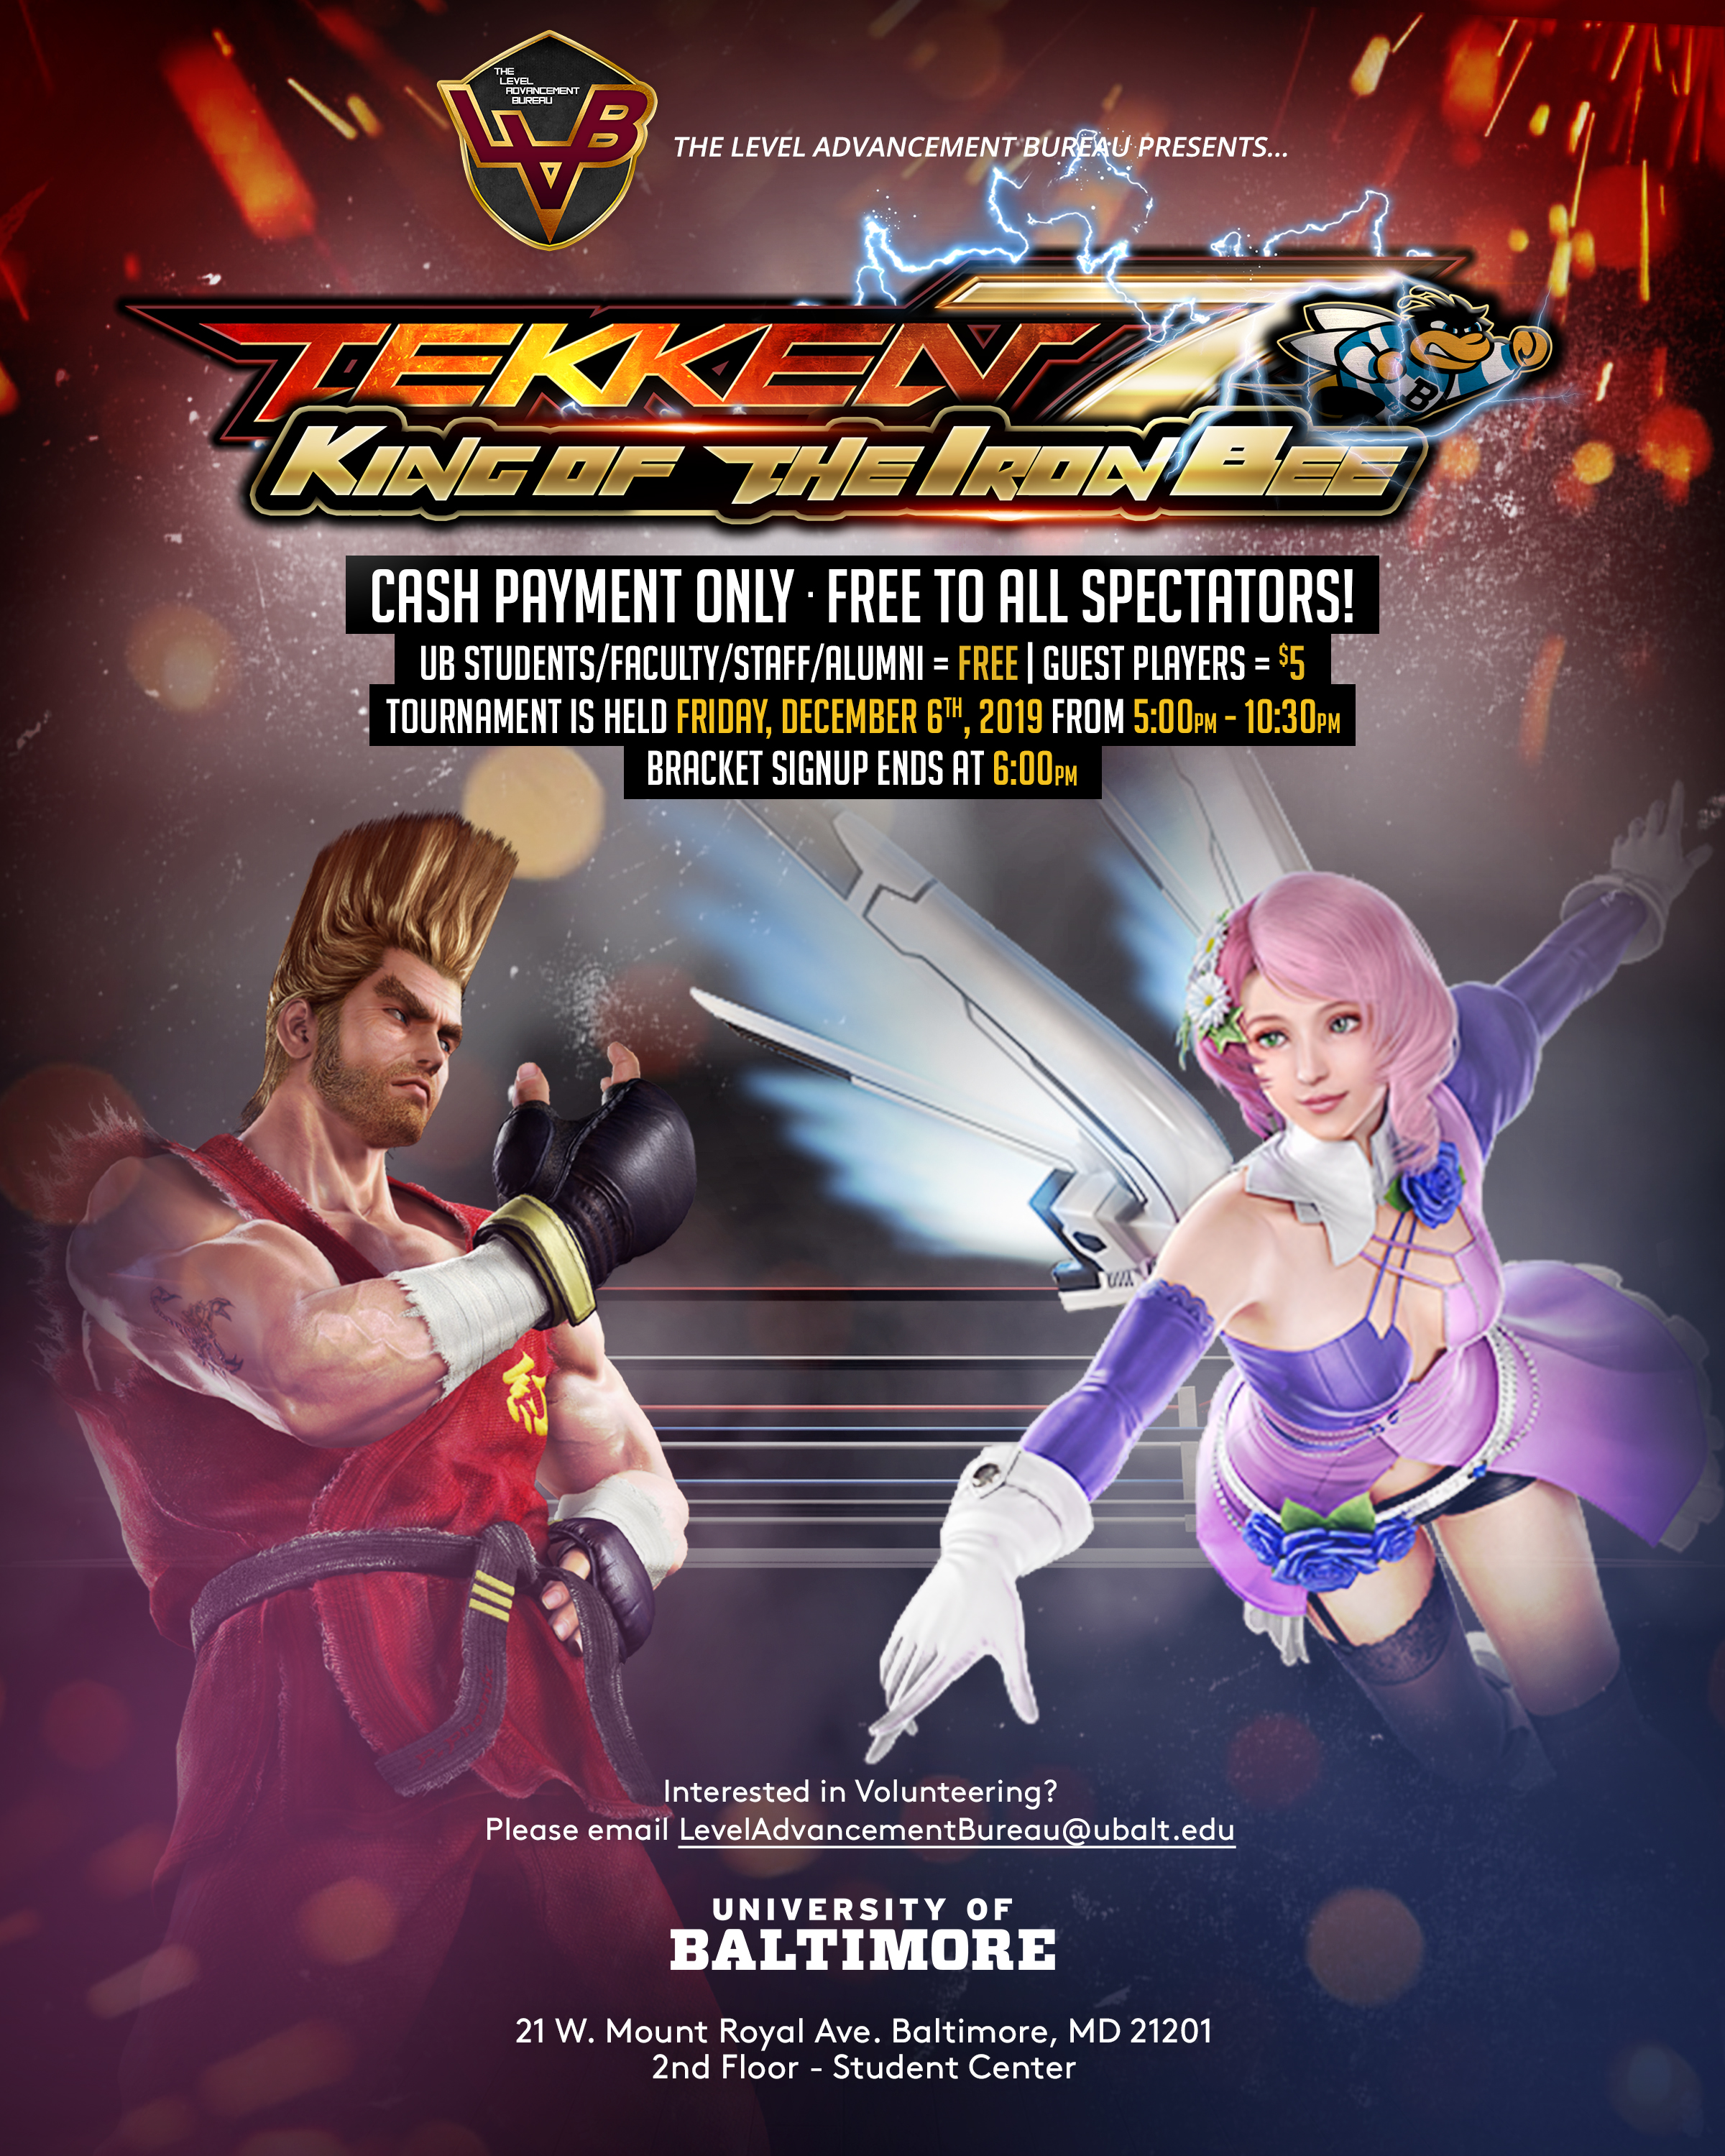 THE
LEVEL
ADVANCEMENT
BUREAU
LVB
THE LEVEL ADVANCEMENT BUREAU PRESENTS...
TEKKEN 7
B
KING OF THE IRON BEE
CASH PAYMENT ONLY · FREE TO ALL SPECTATORS!
UB STUDENTS/FACULTY/STAFF/ALUMNI = FREE | GUEST PLAYERS = $5
TOURNAMENT IS HELD FRIDAY, DECEMBER 6TH, 2019 FROM 5:00PM - 10:30PM
BRACKET SIGNUP ENDS AT 6:00PM
Interested in Volunteering?
Please email LevelAdvancementBureau@ubalt.edu
UNIVERSITY OF
BALTIMORE
21 W. Mount Royal Ave. Baltimore, MD 21201
2nd Floor - Student Center